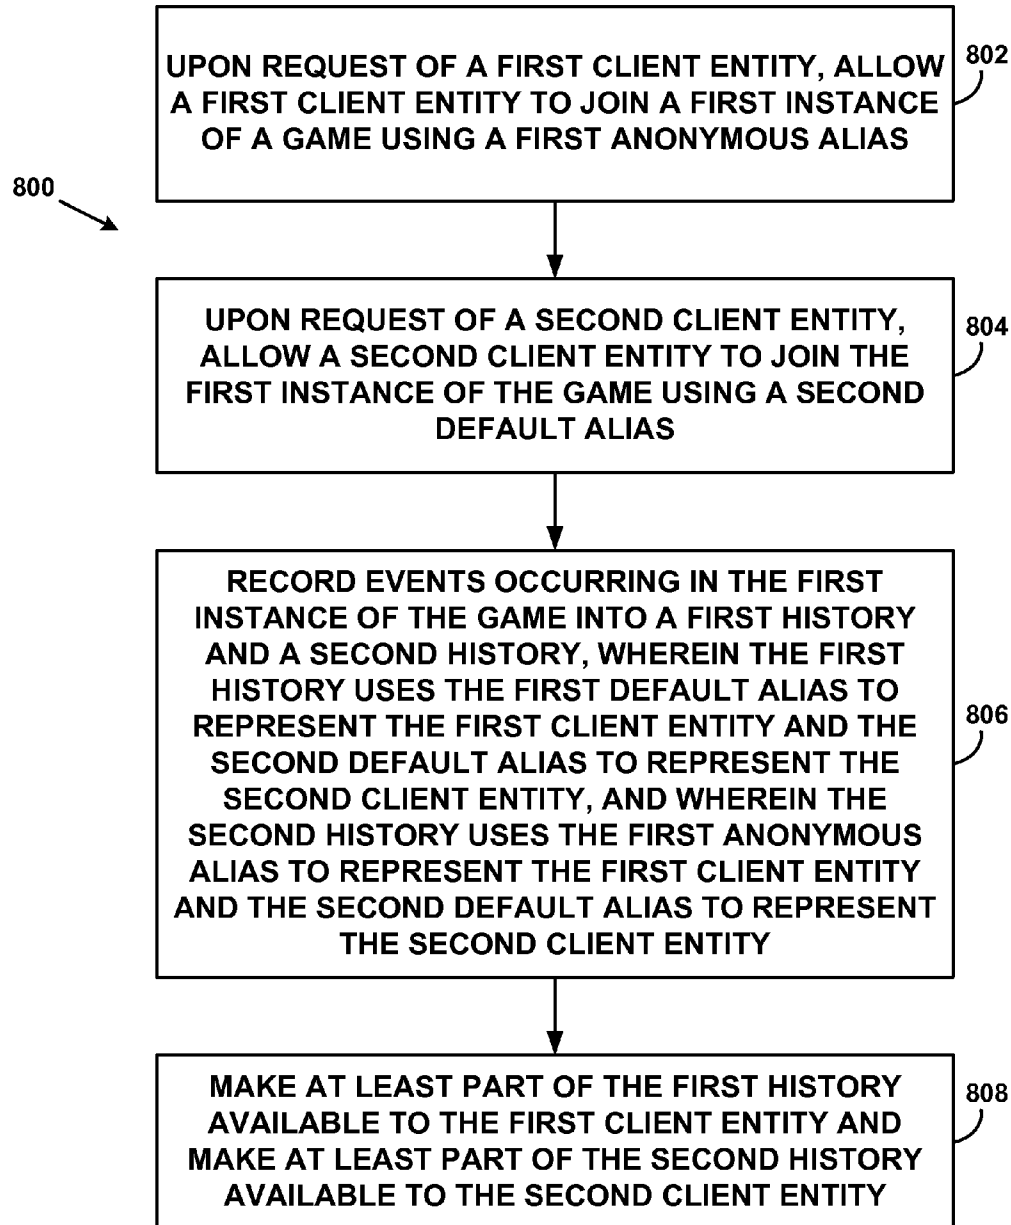 UPON REQUEST OF A FIRST CLIENT ENTITY, ALLOW
A FIRST CLIENT ENTITY TO JOIN A FIRST INSTANCE
OF A GAME USING A FIRST ANONYMOUS ALIAS
802
800
UPON REQUEST OF A SECOND CLIENT ENTITY,
ALLOW A SECOND CLIENT ENTITY TO JOIN THE
FIRST INSTANCE OF THE GAME USING A SECOND
DEFAULT ALIAS
804
RECORD EVENTS OCCURRING IN THE FIRST
INSTANCE OF THE GAME INTO A FIRST HISTORY
AND A SECOND HISTORY, WHEREIN THE FIRST
HISTORY USES THE FIRST DEFAULT ALIAS TO
REPRESENT THE FIRST CLIENT ENTITY AND THE
SECOND DEFAULT ALIAS TO REPRESENT THE
SECOND CLIENT ENTITY, AND WHEREIN THE
SECOND HISTORY USES THE FIRST ANONYMOUS
ALIAS TO REPRESENT THE FIRST CLIENT ENTITY
AND THE SECOND DEFAULT ALIAS TO REPRESENT
THE SECOND CLIENT ENTITY
806
MAKE AT LEAST PART OF THE FIRST HISTORY
AVAILABLE TO THE FIRST CLIENT ENTITY AND
MAKE AT LEAST PART OF THE SECOND HISTORY
AVAILABLE TO THE SECOND CLIENT ENTITY
808